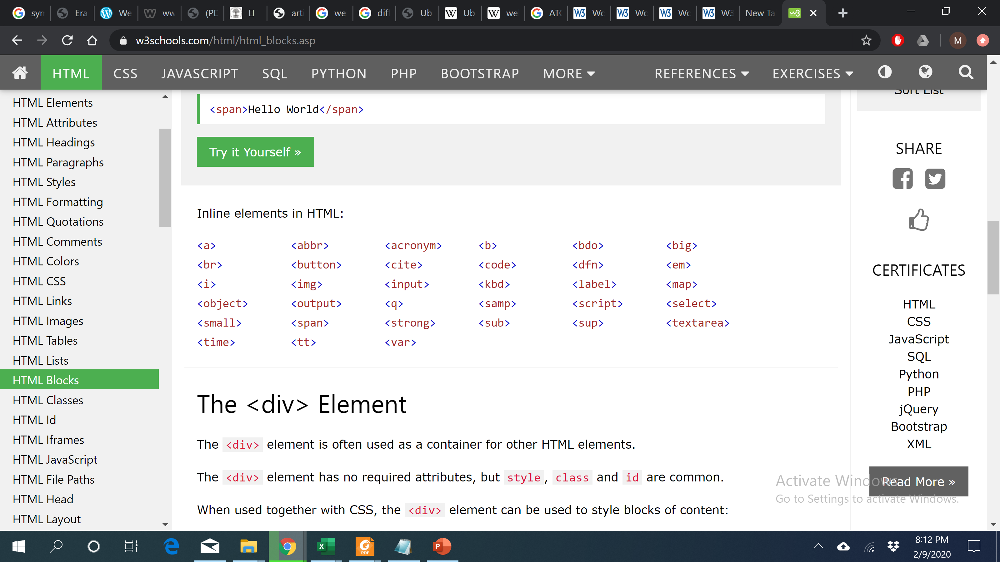 syn
Era
We
ww
(PD
art
we
diff
Ub
Ub
we
ATC
Wo
Wo
Wo
W3
New Ta
w3schools.com/html/html_blocks.asp
M
HTML CSS JAVASCRIPT SQL PYTHON PHP BOOTSTRAP MORE REFERENCES EXERCISES
HTML Elements
HTML Attributes
HTML Headings
HTML Paragraphs
HTML Styles
HTML Formatting
HTML Quotations
HTML Comments
HTML Colors
HTML CSS
HTML Links
HTML Images
HTML Tables
HTML Lists
HTML Blocks
HTML Classes
HTML Id
HTML Iframes
HTML JavaScript
HTML File Paths
HTML Head
HTML Layout
<span>Hello World</span>
Try it Yourself »
Inline elements in HTML:
<a> <abbr> <acronym> <b> <bdo> <big>
<br> <button> <cite> <code> <dfn> <em>
<i> <img> <input> <kbd> <label> <map>
<object> <output> <q> <samp> <script> <select>
<small> <span> <strong> <sub> <sup> <textarea>
<time> <tt> <var>
The <div> Element
The <div> element is often used as a container for other HTML elements.
The <div> element has no required attributes, but style, class and id are common.
When used together with CSS, the <div> element can be used to style blocks of content:
Sort List
SHARE
CERTIFICATES
HTML
CSS
JavaScript
SQL
Python
PHP
jQuery
Bootstrap
XML
Read More »
Activate Windows
Go to Settings to activate Windows.
8:12 PM
2/9/2020